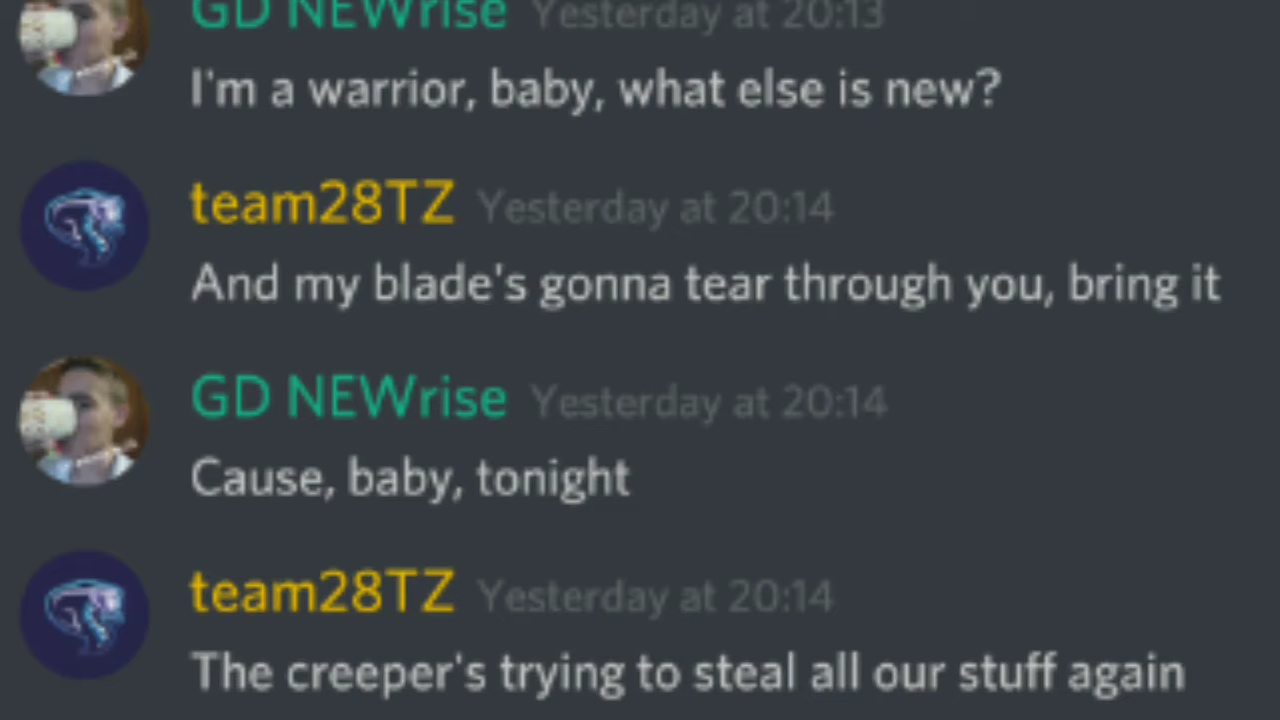 GD NEWrise Yesterday at 20:13
I'm a warrior, baby, what else is new?
team28TZ Yesterday at 20:14
And my blade's gonna tear through you, bring it
GD NEWrise Yesterday at 20:14
Cause, baby, tonight
team28TZ Yesterday at 20:14
The creeper's trying to steal all our stuff again